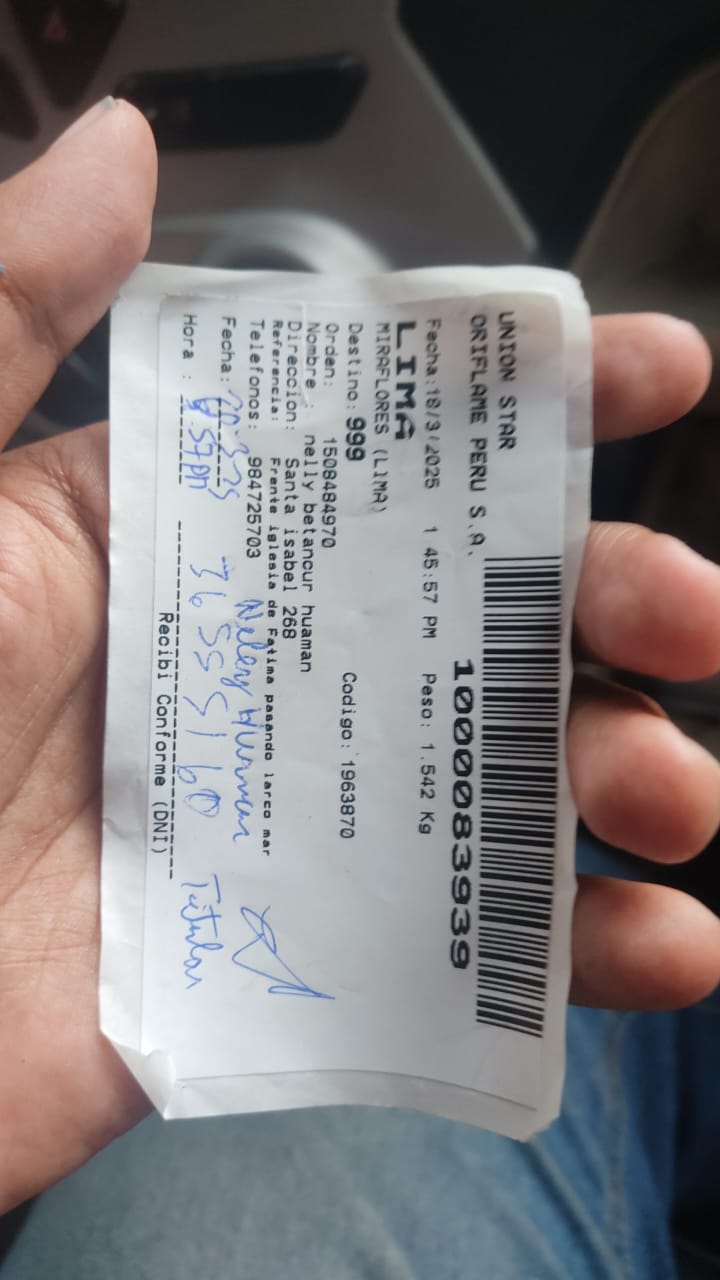 UNION STAR
ORIFLAME PERU S.A.
1000083939
Fecha:18/3/2025 1 45:57 PM Peso: 1.542 Kg
LIMA
MIRAFLORES (LIMA)
Destino: 999 Codigo: 1963870
Orden: 1508484970
Nombre : nelly betancur huaman
Direccion: Santa isabel 268
Referencia: Frente iglesia de Fatima pasando larco mar
Telefonos: 984725703
Fecha: 20.3.25
Hora : :57pm 36555160 Titular
Recibi Conforme (DNI)